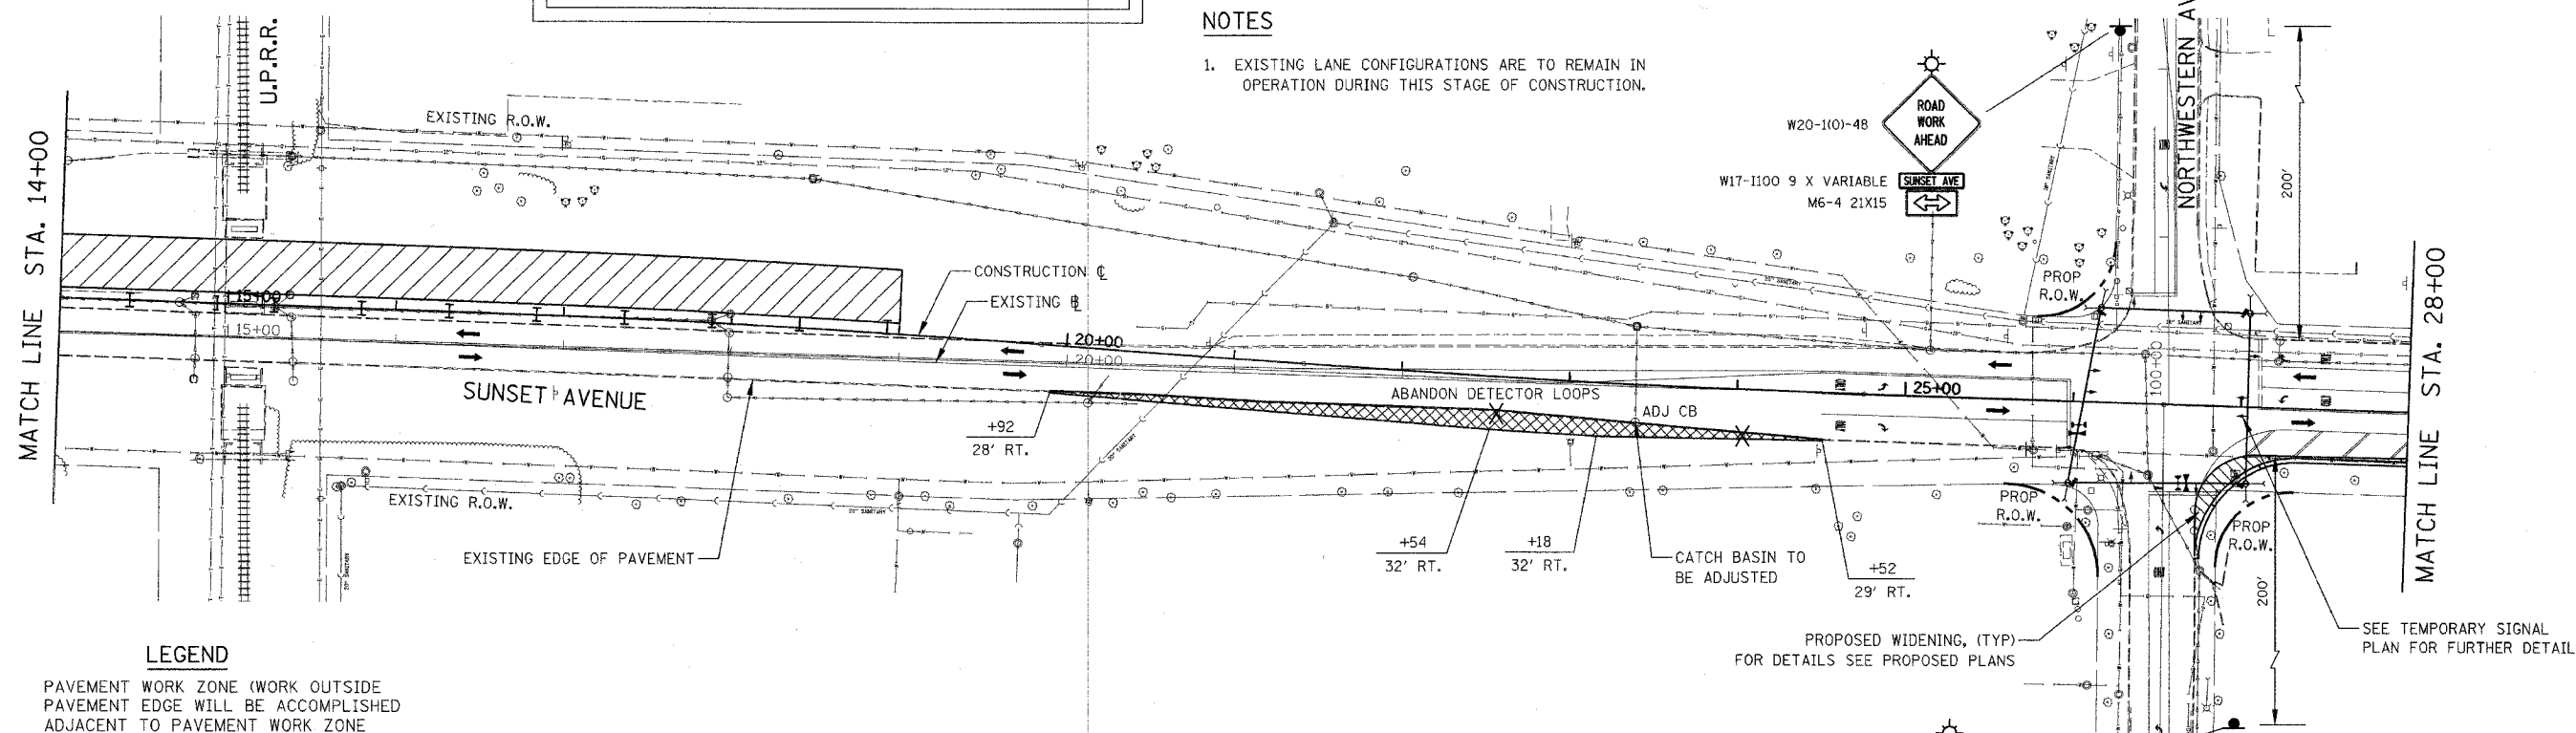 NOTES
1. EXISTING LANE CONFIGURATIONS ARE TO REMAIN IN
OPERATION DURING THIS STAGE OF CONSTRUCTION.
U.P.R.R.
MATCH LINE STA. 14+00
EXISTING R.O.W.
NORTHWESTERN AV
200'
ROAD
WORK
AHEAD
W20-1(O)-48
W17-I100 9 X VARIABLE
SUNSET AVE
M6-4 21X15
PROP
R.O.W.
MATCH LINE STA. 28+00
CONSTRUCTION ℄
EXISTING
15+00
15+00
20+00
20+00
25+00
100+00
SUNSET AVENUE
ABANDON DETECTOR LOOPS
ADJ CB
+92
28' RT.
EXISTING R.O.W.
EXISTING EDGE OF PAVEMENT
20" SANITARY
+54
32' RT.
+18
32' RT.
CATCH BASIN TO
BE ADJUSTED
+52
29' RT.
PROP
R.O.W.
PROP
R.O.W.
200'
PROPOSED WIDENING, (TYP)
FOR DETAILS SEE PROPOSED PLANS
SEE TEMPORARY SIGNAL
PLAN FOR FURTHER DETAIL
LEGEND
PAVEMENT WORK ZONE (WORK OUTSIDE
PAVEMENT EDGE WILL BE ACCOMPLISHED
ADJACENT TO PAVEMENT WORK ZONE